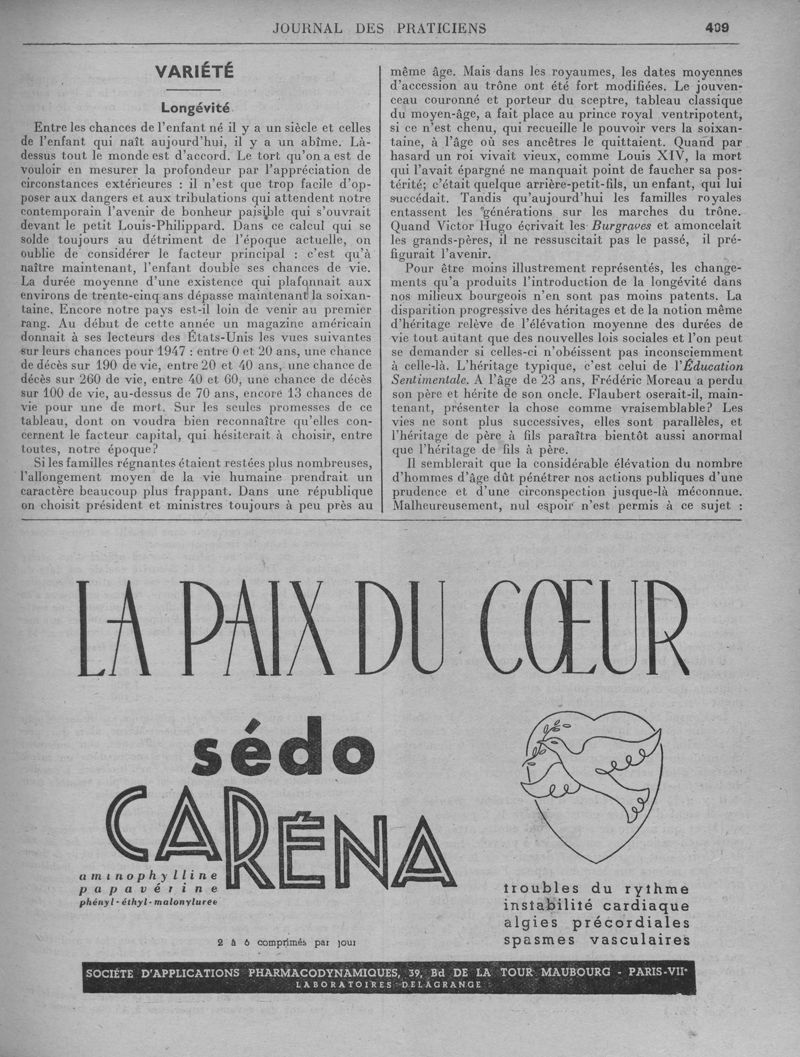 JOURNAL DES PRATICIENS 409
VARIÉTÉ
Longévité
Entre les chances de l'enfant né il y a un siècle et celles
de l'enfant qui naît aujourd'hui, il y a un abîme. Là-
dessus tout le monde est d'accord. Le tort qu'on a est de
vouloir en mesurer la profondeur par l'appréciation de
circonstances extérieures : il n'est que trop facile d'op-
poser aux dangers et aux tribulations qui attendent notre
contemporain l'avenir de bonheur paisible qui s'ouvrait
devant le petit Louis-Philippard. Dans ce calcul qui se
solde toujours au détriment de l'époque actuelle, on
oublie de considérer le facteur principal : c'est qu'à
naître maintenant, l'enfant double ses chances de vie.
La durée moyenne d'une existence qui plafonnait aux
environs de trente-cinq ans dépasse maintenant la soixan-
taine. Encore notre pays est-il loin de venir au premier
rang. Au début de cette année un magazine américain
donnait à ses lecteurs des États-Unis les vues suivantes
sur leurs chances pour 1947 : entre 0 et 20 ans, une chance
de décès sur 190 de vie, entre 20 et 40 ans, une chance de
décès sur 260 de vie, entre 40 et 60, une chance de décès
sur 100 de vie, au-dessus de 70 ans, encore 13 chances de
vie pour une de mort. Sur les seules promesses de ce
tableau, dont on voudra bien reconnaître qu'elles con-
cernent le facteur capital, qui hésiterait à choisir, entre
toutes, notre époque?
Si les familles régnantes étaient restées plus nombreuses,
l'allongement moyen de la vie humaine prendrait un
caractère beaucoup plus frappant. Dans une république
on choisit président et ministres toujours à peu près au
même âge. Mais dans les royaumes, les dates moyennes
d'accession au trône ont été fort modifiées. Le jouven-
ceau couronné et porteur du sceptre, tableau classique
du moyen-âge, a fait place au prince royal ventripotent,
si ce n'est chenu, qui recueille le pouvoir vers la soixan-
taine, à l'âge où ses ancêtres le quittaient. Quand par
hasard un roi vivait vieux, comme Louis XIV, la mort
qui l'avait épargné ne manquait point de faucher sa pos-
térité; c'était quelque arrière-petit-fils, un enfant, qui lui
succédait. Tandis qu'aujourd'hui les familles royales
entassent les générations sur les marches du trône.
Quand Victor Hugo écrivait les Burgraves et amoncelait
les grands-pères, il ne ressuscitait pas le passé, il pré-
figurait l'avenir.
Pour être moins illustrement représentés, les change-
ments qu'a produits l'introduction de la longévité dans
nos milieux bourgeois n'en sont pas moins patents. La
disparition progressive des héritages et de la notion même
d'héritage relève de l'élévation moyenne des durées de
vie tout autant que des nouvelles lois sociales et l'on peut
se demander si celles-ci n'obéissent pas inconsciemment
à celle-là. L'héritage typique, c'est celui de l'Éducation
Sentimentale. A l'âge de 23 ans, Frédéric Moreau a perdu
son père et hérite de son oncle. Flaubert oserait-il, main-
tenant, présenter la chose comme vraisemblable? Les
vies ne sont plus successives, elles sont parallèles, et
l'héritage de père à fils paraîtra bientôt aussi anormal
que l'héritage de fils à père.
Il semblerait que la considérable élévation du nombre
d'hommes d'âge dût pénétrer nos actions publiques d'une
prudence et d'une circonspection jusque-là méconnue.
Malheureusement, nul espoir n'est permis à ce sujet :
LA PAIX DU CŒUR
sédo
CARÉNA
aminophylline
papavérine
phényl-éthyl-malonylurée
2 à 6 comprimés par jour
troubles du rythme
instabilité cardiaque
algies précordiales
spasmes vasculaires
SOCIÉTÉ D'APPLICATIONS PHARMACODYNAMIQUES, 39, Bd DE LA TOUR MAUBOURG - PARIS-VIIe
LABORATOIRES DELAGRANGE